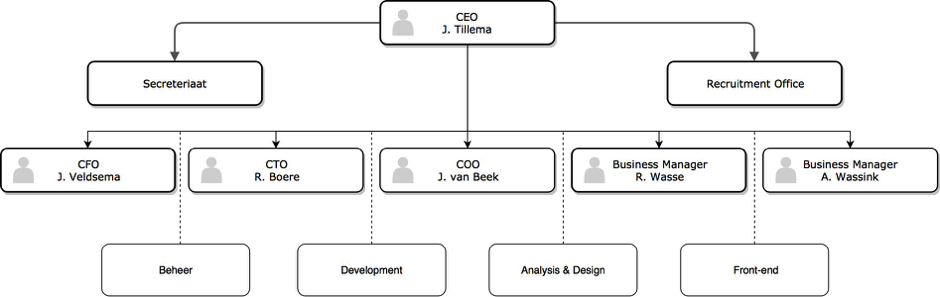 CEO
J. Tillema
Secreteriaat
Recruitment Office
CFO
J. Veldsema
CTO
R. Boere
COO
J. van Beek
Business Manager
R. Wasse
Business Manager
A. Wassink
Beheer
Development
Analysis & Design
Front-end